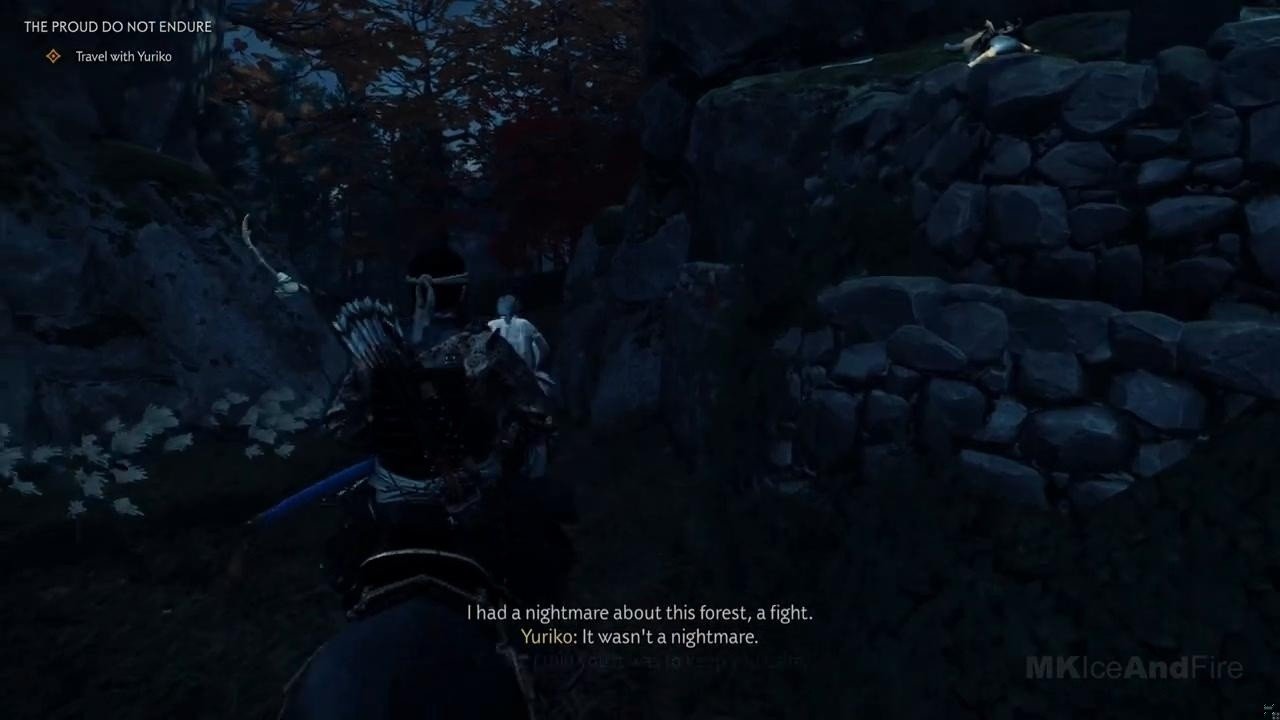 THE PROUD DO NOT ENDURE
Travel with Yuriko
I had a nightmare about this forest, a fight.
Yuriko: It wasn't a nightmare.
MKIceAndFire